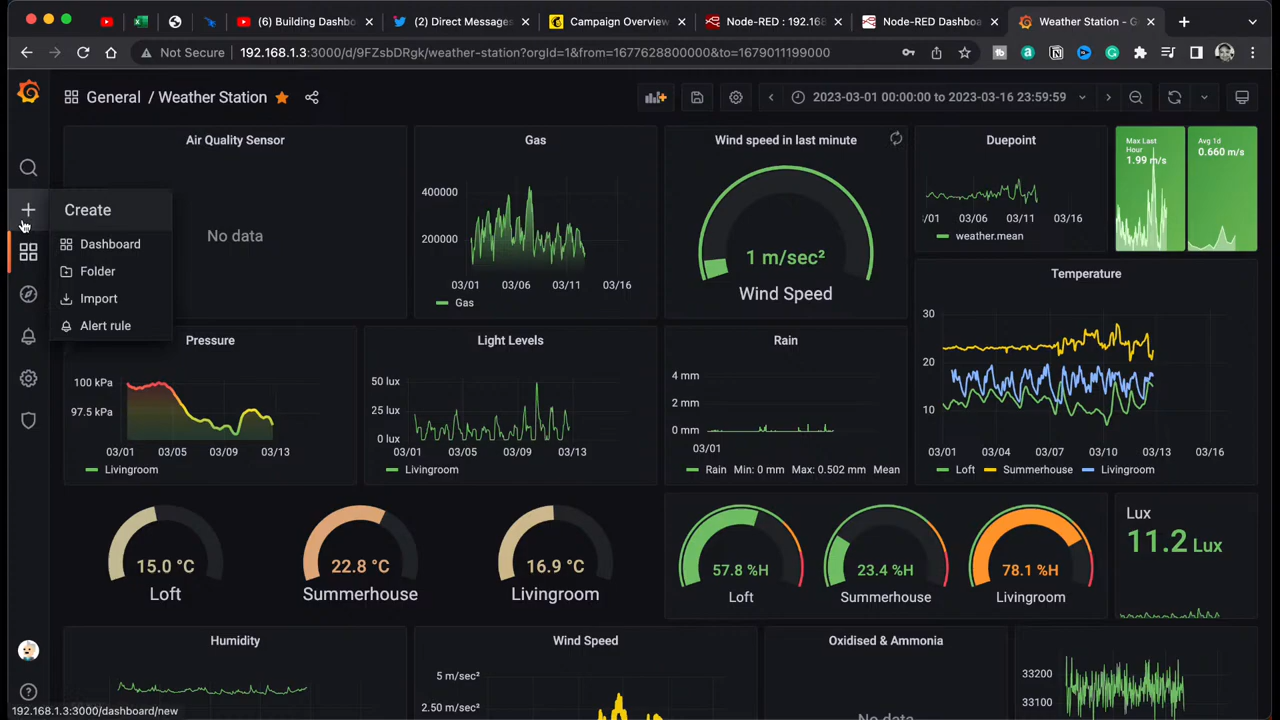 (6) Building Dashbo
(2) Direct Messages
Campaign Overview
Node-RED : 192.168
Node-RED Dashboa
Weather Station - G
Not Secure
192.168.1.3:3000/d/9FZsbDRgk/weather-station?orgId=1&from=1677628800000&to=1679011199000
General / Weather Station
2023-03-01 00:00:00 to 2023-03-16 23:59:59
Create
Dashboard
Folder
Import
Alert rule
Air Quality Sensor
No data
Gas
400000
200000
03/01 03/06 03/11 03/16
Gas
Wind speed in last minute
1 m/sec²
Wind Speed
Duepoint
/01 03/06 03/11 03/16
weather.mean
Max Last
Hour
1.99 m/s
Avg 1d
0.660 m/s
Pressure
100 kPa
97.5 kPa
03/01 03/05 03/09 03/13
Livingroom
Light Levels
50 lux
25 lux
0 lux
03/01 03/05 03/09 03/13
Livingroom
Rain
4 mm
2 mm
0 mm
03/01
Rain Min: 0 mm Max: 0.502 mm Mean
Temperature
30
20
10
03/01 03/04 03/07 03/10 03/13 03/16
Loft Summerhouse Livingroom
15.0 °C
Loft
22.8 °C
Summerhouse
16.9 °C
Livingroom
57.8 %H
Loft
23.4 %H
Summerhouse
78.1 %H
Livingroom
Lux
11.2 Lux
Humidity
Wind Speed
5 m/sec²
2.50 m/sec²
Oxidised & Ammonia
No data
33200
33100
192.168.1.3:3000/dashboard/new